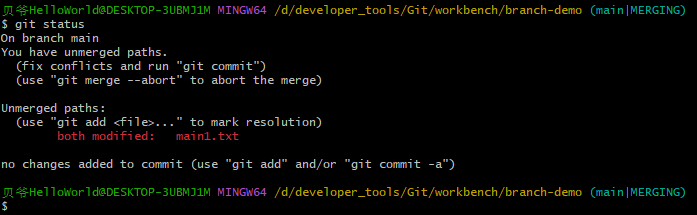 贝爷HelloWorld@DESKTOP-3UBMJ1M MINGW64 /d/developer_tools/Git/workbench/branch-demo (main|MERGING)
$ git status
On branch main
You have unmerged paths.
  (fix conflicts and run "git commit")
  (use "git merge --abort" to abort the merge)

Unmerged paths:
  (use "git add <file>..." to mark resolution)
        both modified:   main1.txt

no changes added to commit (use "git add" and/or "git commit -a")

贝爷HelloWorld@DESKTOP-3UBMJ1M MINGW64 /d/developer_tools/Git/workbench/branch-demo (main|MERGING)
$